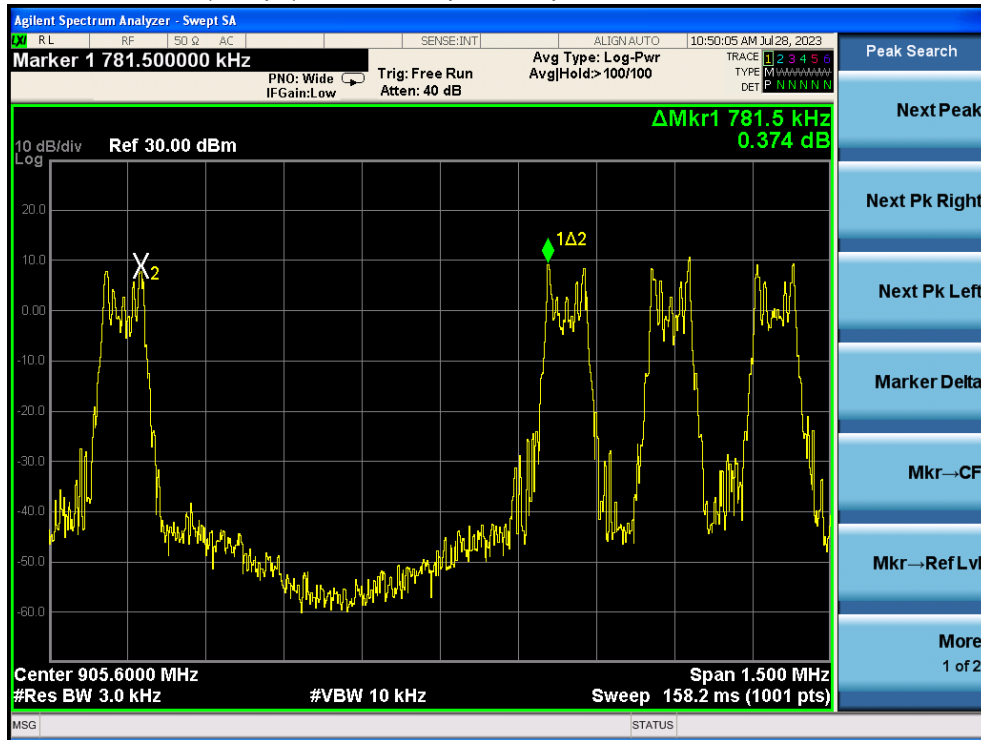 Agilent Spectrum Analyzer - Swept SA
LXI RL RF 50 Ω AC SENSE:INT ALIGN AUTO 10:50:05 AM Jul 28, 2023
Marker 1 781.500000 kHz
PNO: Wide
IFGain:Low
Trig: Free Run
Atten: 40 dB
Avg Type: Log-Pwr
Avg|Hold:>100/100
TRACE 1 2 3 4 5 6
TYPE M WWWWW
DET P N N N N N
ΔMkr1 781.5 kHz
0.374 dB
10 dB/div Ref 30.00 dBm
Log
20.0
10.0
0.00
-10.0
-20.0
-30.0
-40.0
-50.0
-60.0
2
1Δ2
Center 905.6000 MHz Span 1.500 MHz
#Res BW 3.0 kHz #VBW 10 kHz Sweep 158.2 ms (1001 pts)
MSG STATUS
Peak Search
Next Peak
Next Pk Right
Next Pk Left
Marker Delta
Mkr→CF
Mkr→Ref Lvl
More
1 of 2